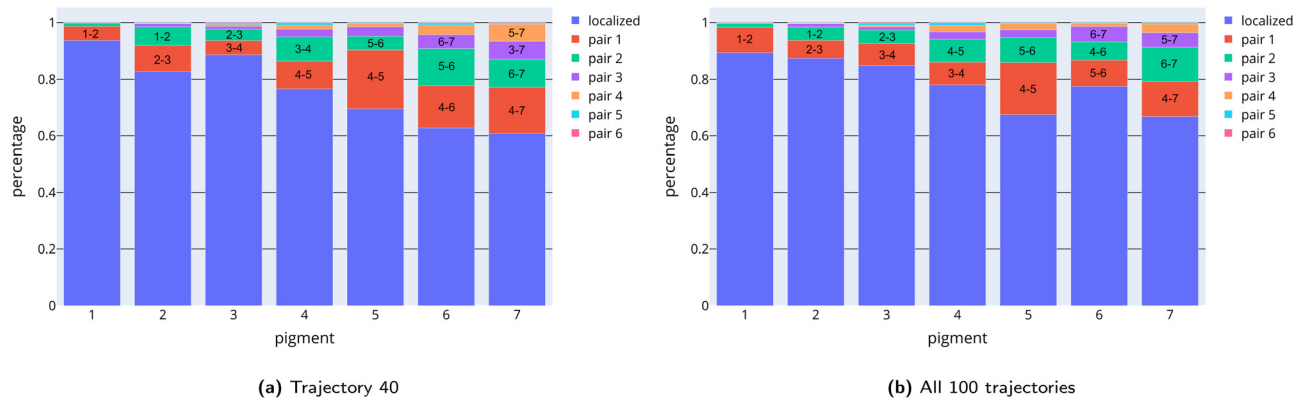 1
0.8
0.6
0.4
0.2
0
percentage
1-2
2-3
1-2
3-4
2-3
4-5
3-4
4-5
5-6
4-6
5-6
6-7
4-7
6-7
3-7
5-7
1 2 3 4 5 6 7
pigment
localized
pair 1
pair 2
pair 3
pair 4
pair 5
pair 6
(a) Trajectory 40
1
0.8
0.6
0.4
0.2
0
percentage
1-2
2-3
1-2
3-4
2-3
3-4
4-5
4-5
5-6
5-6
4-6
6-7
4-7
6-7
5-7
1 2 3 4 5 6 7
pigment
localized
pair 1
pair 2
pair 3
pair 4
pair 5
pair 6
(b) All 100 trajectories